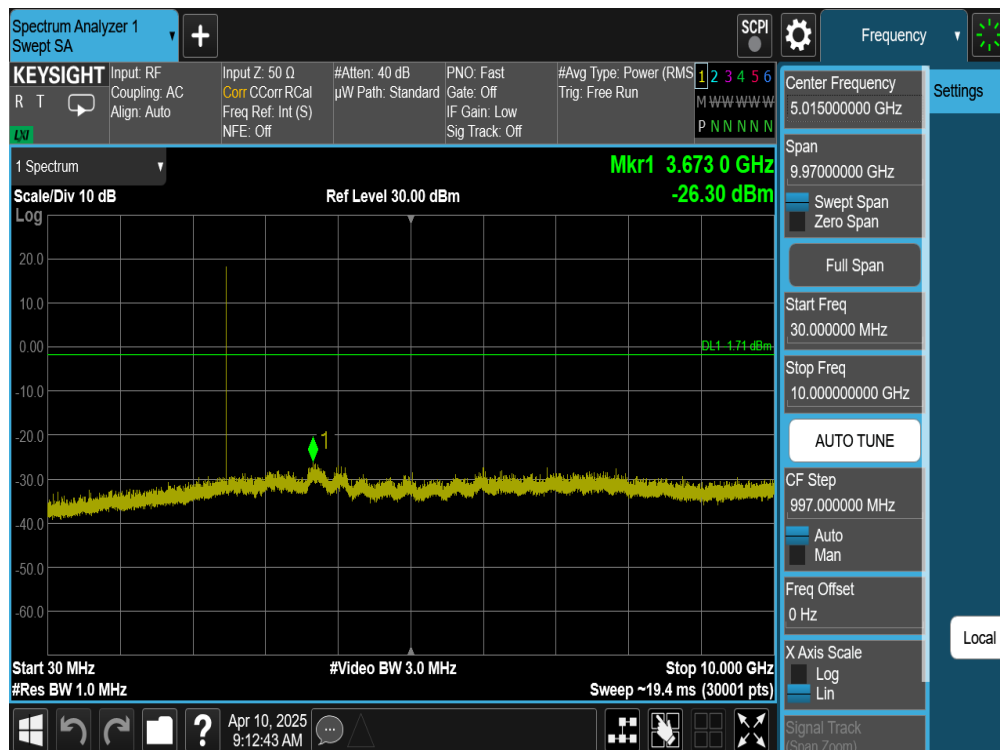 Spectrum Analyzer 1
Swept SA
+
SCPI
Frequency
KEYSIGHT
R T
LXI
Input: RF
Coupling: AC
Align: Auto
Input Z: 50 Ω
Corr CCorr RCal
Freq Ref: Int (S)
NFE: Off
#Atten: 40 dB
µW Path: Standard
PNO: Fast
Gate: Off
IF Gain: Low
Sig Track: Off
#Avg Type: Power (RMS
Trig: Free Run
1 2 3 4 5 6
M W W W W W
P N N N N N
1 Spectrum
Scale/Div 10 dB
Ref Level 30.00 dBm
Mkr1 3.673 0 GHz
-26.30 dBm
Log
20.0
10.0
0.00
-10.0
-20.0
-30.0
-40.0
-50.0
-60.0
DL1 1.71 dBm
1
Start 30 MHz
#Video BW 3.0 MHz
Stop 10.000 GHz
#Res BW 1.0 MHz
Sweep ~19.4 ms (30001 pts)
Center Frequency
5.015000000 GHz
Span
9.97000000 GHz
Swept Span
Zero Span
Full Span
Start Freq
30.000000 MHz
Stop Freq
10.000000000 GHz
AUTO TUNE
CF Step
997.000000 MHz
Auto
Man
Freq Offset
0 Hz
X Axis Scale
Log
Lin
Signal Track
(Span Zoom)
Settings
Local
?
Apr 10, 2025
9:12:43 AM